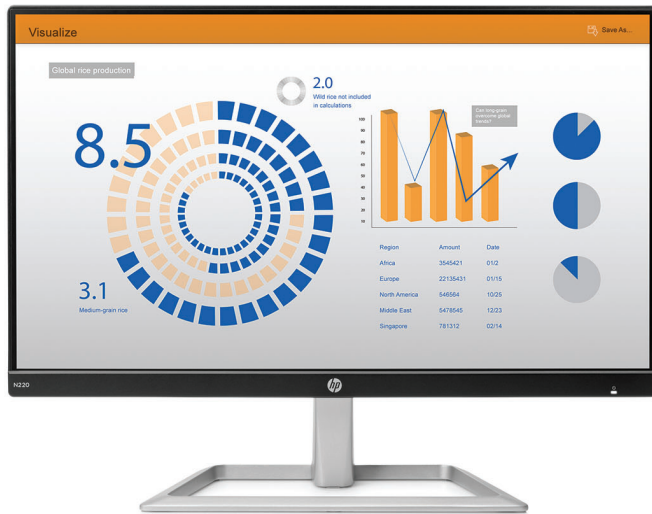 Visualize
Save As...
Global rice production
8.5
2.0
Wild rice not included
in calculations
3.1
Medium-grain rice
Can long-grain
overcome global
trends?
100
90
80
70
60
50
40
30
20
10
Region Amount Date
Africa 3545421 01/2
Europe 22135431 01/15
North America 546564 10/25
Middle East 5478545 12/23
Singapore 781312 02/14
N220
hp